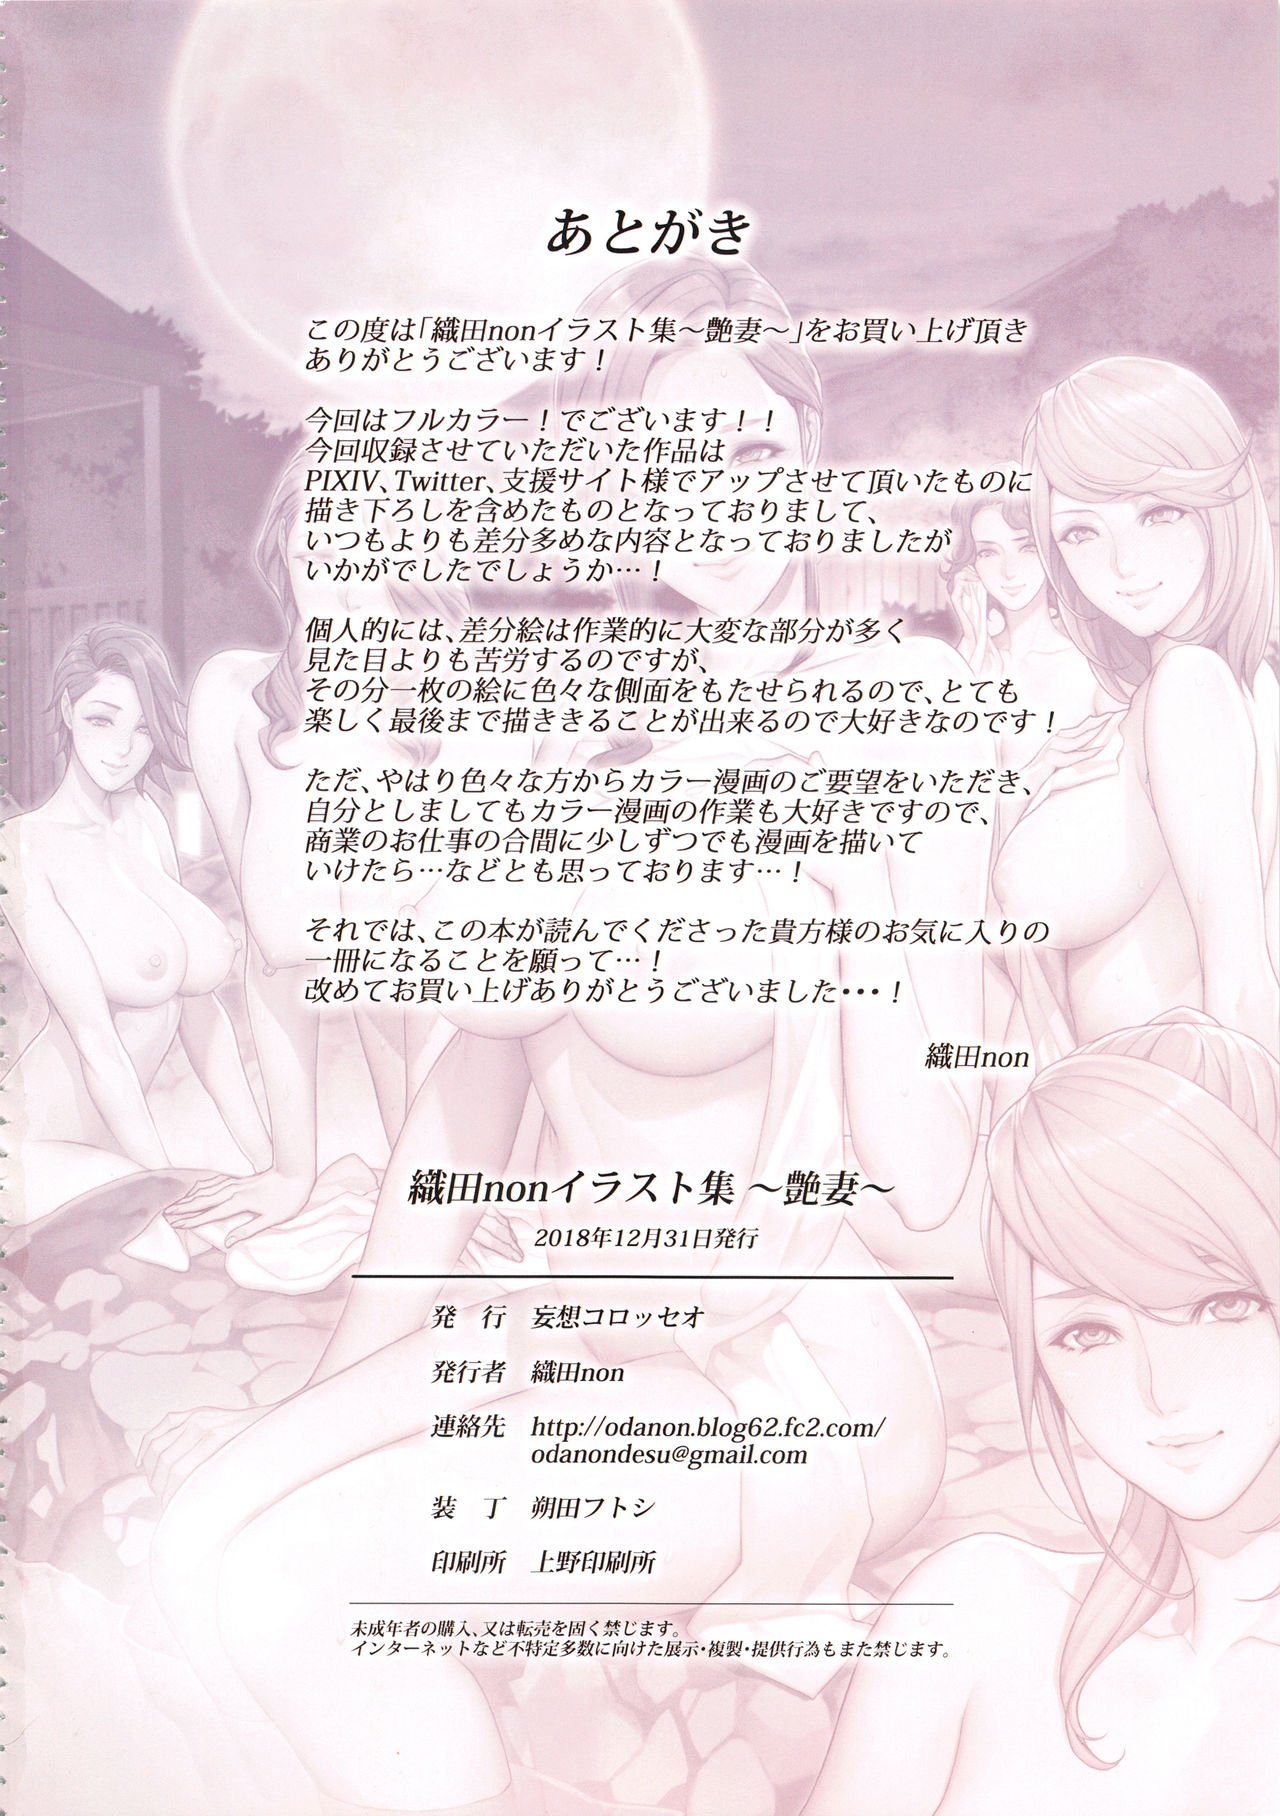 あとがき
この度は「織田nonイラスト集～艶妻～」をお買い上げ頂き
ありがとうございます！
今回はフルカラー！でございます！！
今回収録させていただいた作品は
PIXIV、Twitter、支援サイト様でアップさせて頂いたものに
描き下ろしを含めたものとなっておりまして、
いつもよりも差分多めな内容となっておりましたが
いかがでしたでしょうか…！
個人的には、差分絵は作業的に大変な部分が多く
見た目よりも苦労するのですが、
その分一枚の絵に色々な側面をもたせられるので、とても
楽しく最後まで描ききることが出来るので大好きなのです！
ただ、やはり色々な方からカラー漫画のご要望をいただき、
自分としましてもカラー漫画の作業も大好きですので、
商業のお仕事の合間に少しずつでも漫画を描いて
いけたら…などとも思っております…！
それでは、この本が読んでくださった貴方様のお気に入りの
一冊になることを願って…！
改めてお買い上げありがとうございました・・・！
織田non
織田nonイラスト集 ～艶妻～
2018年12月31日発行
発　行　妄想コロッセオ
発行者　織田non
連絡先　http://odanon.blog62.fc2.com/
odanondesu@gmail.com
装　丁　朔田フトシ
印刷所　上野印刷所
未成年者の購入、又は転売を固く禁じます。
インターネットなど不特定多数に向けた展示・複製・提供行為もまた禁じます。